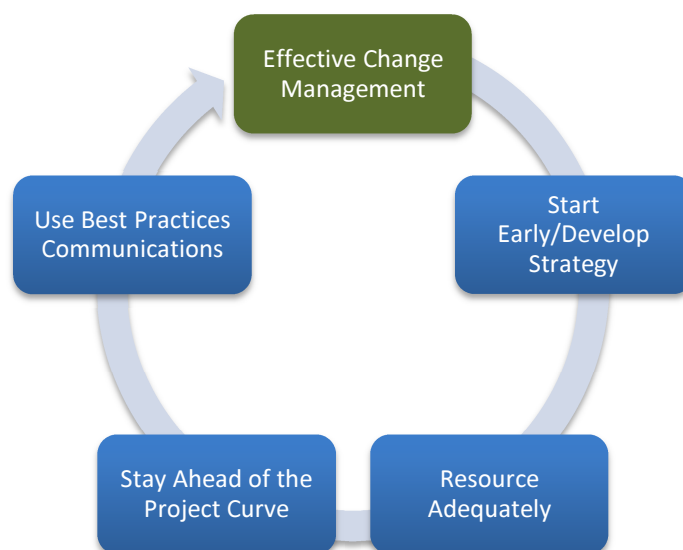 Effective Change
Management
Start
Early/Develop
Strategy
Resource
Adequately
Stay Ahead of the
Project Curve
Use Best Practices
Communications